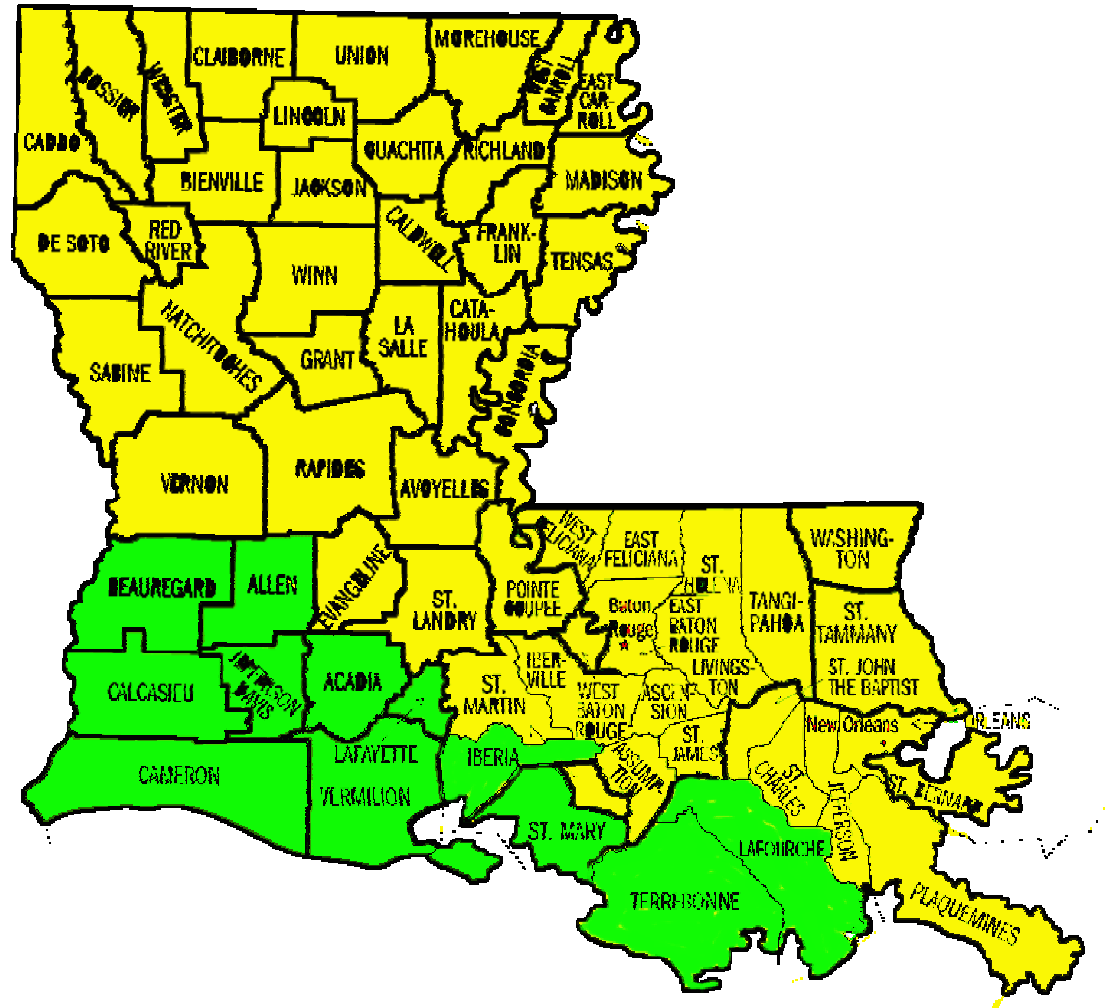 CLAIBORNE
UNION
MOREHOUSE
WEST
CARROLL
EAST
CAR-
ROLL
BOSSIER
WEBSTER
LINCOLN
CADDO
OUACHITA
RICHLAND
BIENVILLE
JACKSON
MADISON
DE SOTO
RED
RIVER
CALDWELL
FRANK-
LIN
TENSAS
WINN
NATCHITOCHES
LA
SALLE
CATA-
HOULA
SABINE
GRANT
CONCORDIA
VERNON
RAPIDES
AVOYELLES
WEST
FELICIANA
EAST
FELICIANA
ST.
HELENA
WASHING-
TON
BEAUREGARD
ALLEN
EVANGELINE
ST.
LANDRY
POINTE
COUPEE
Baton
Rouge
EAST
BATON
ROUGE
TANGI-
PAHOA
ST.
TAMMANY
CALCASIEU
JEFFERSON
DAVIS
ACADIA
ST.
MARTIN
IBER-
VILLE
WEST
BATON
ROUGE
ASCEN-
SION
LIVINGS-
TON
ST. JOHN
THE BAPTIST
LAFAYETTE
IBERIA
ST.
JAMES
New Orleans
ORLEANS
CAMERON
VERMILION
ASSUMP-
TION
ST.
CHARLES
JEFFERSON
ST. BERNARD
ST. MARY
LAFOURCHE
TERREBONNE
PLAQUEMINES